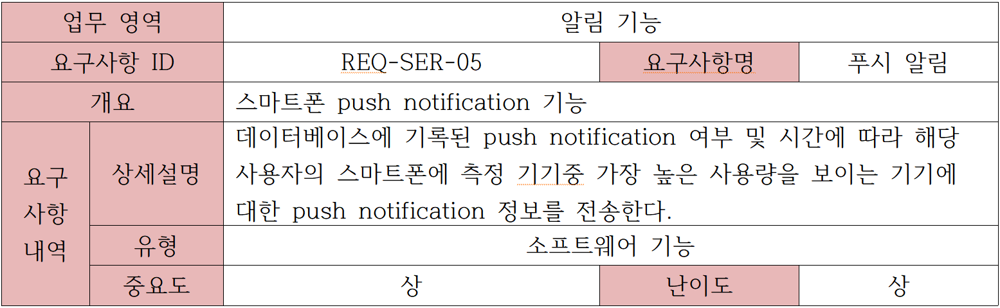 업무 영역 알림 기능
요구사항 ID REQ-SER-05 요구사항명 푸시 알림
개요 스마트폰 push notification 기능
요구
사항
내역
상세설명
데이터베이스에 기록된 push notification 여부 및 시간에 따라 해당
사용자의 스마트폰에 측정 기기중 가장 높은 사용량을 보이는 기기에
대한 push notification 정보를 전송한다.
유형 소프트웨어 기능
중요도 상 난이도 상